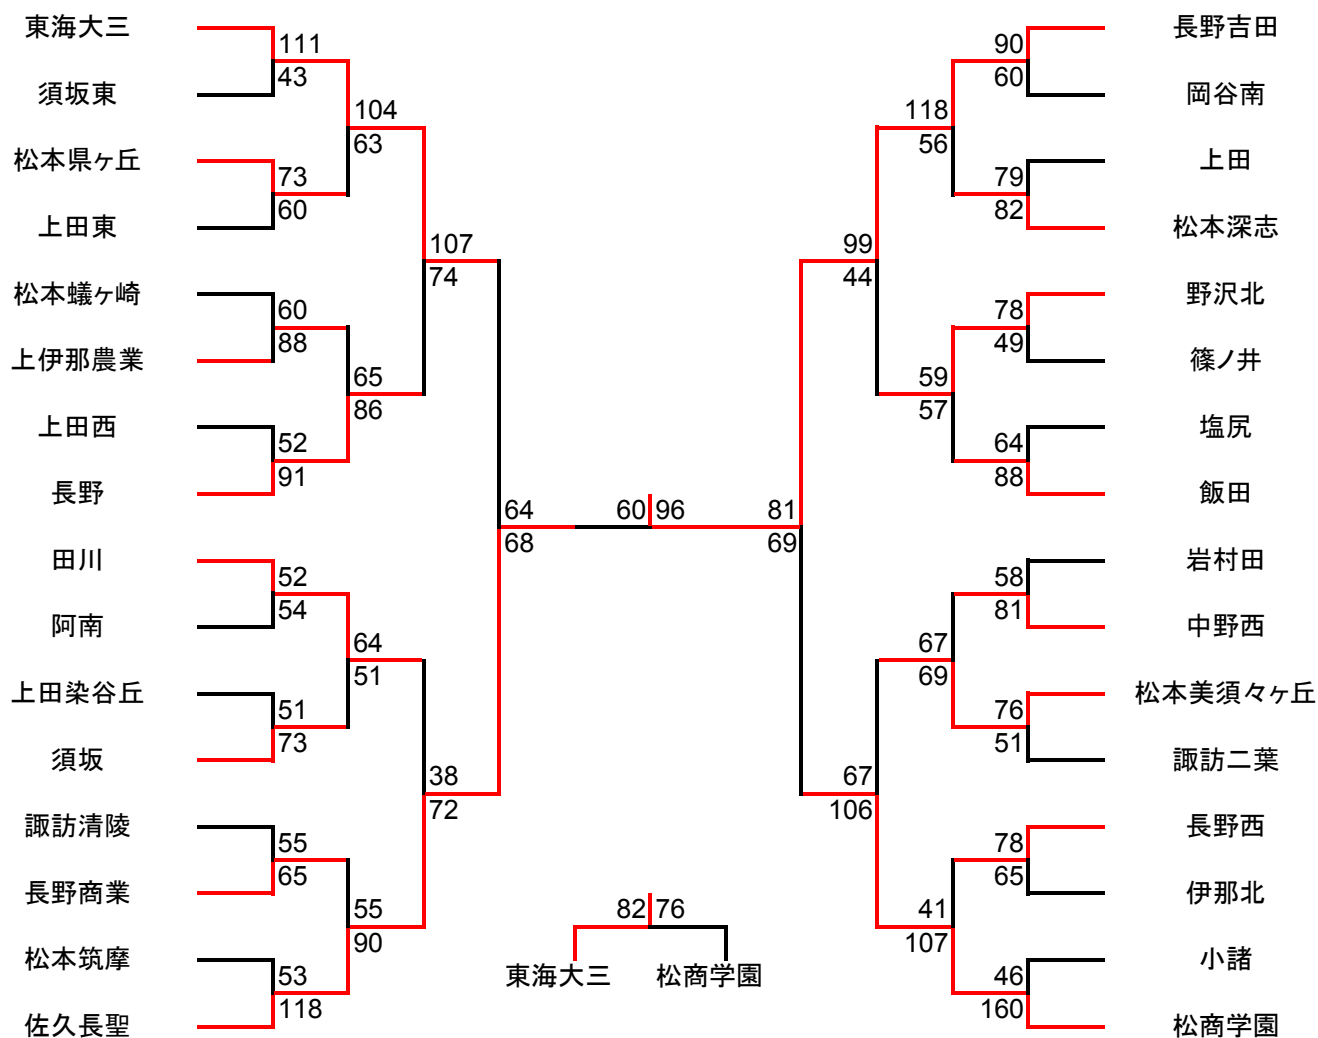 東海大三
須坂東
松本県ヶ丘
上田東
松本蟻ヶ崎
上伊那農業
上田西
長野
田川
阿南
上田染谷丘
須坂
諏訪清陵
長野商業
松本筑摩
佐久長聖
111
43
73
60
60
88
52
91
52
54
51
73
55
65
53
118
104
63
65
86
64
51
55
90
107
74
38
72
64
68
60 96
82 76
東海大三 松商学園
81
69
99
44
67
106
118
56
59
57
67
69
41
107
90
60
79
82
78
49
64
88
58
81
76
51
78
65
46
160
長野吉田
岡谷南
上田
松本深志
野沢北
篠ノ井
塩尻
飯田
岩村田
中野西
松本美須々ヶ丘
諏訪二葉
長野西
伊那北
小諸
松商学園